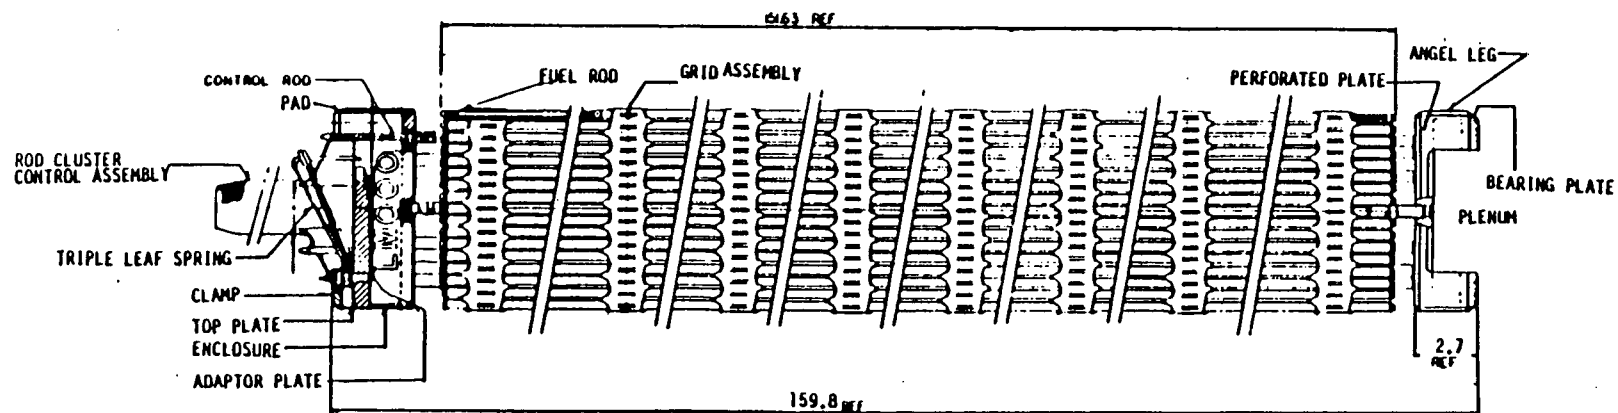 REF
ANGEL LEG
CONTROL ROD
FUEL ROD
GRID ASSEMBLY
PERFORATED PLATE
PAD
ROD CLUSTER
CONTROL ASSEMBLY
BEARING PLATE
PLENUM
TRIPLE LEAF SPRING
CLAMP
TOP PLATE
ENCLOSURE
ADAPTOR PLATE
2.7
REF
159.8 REF